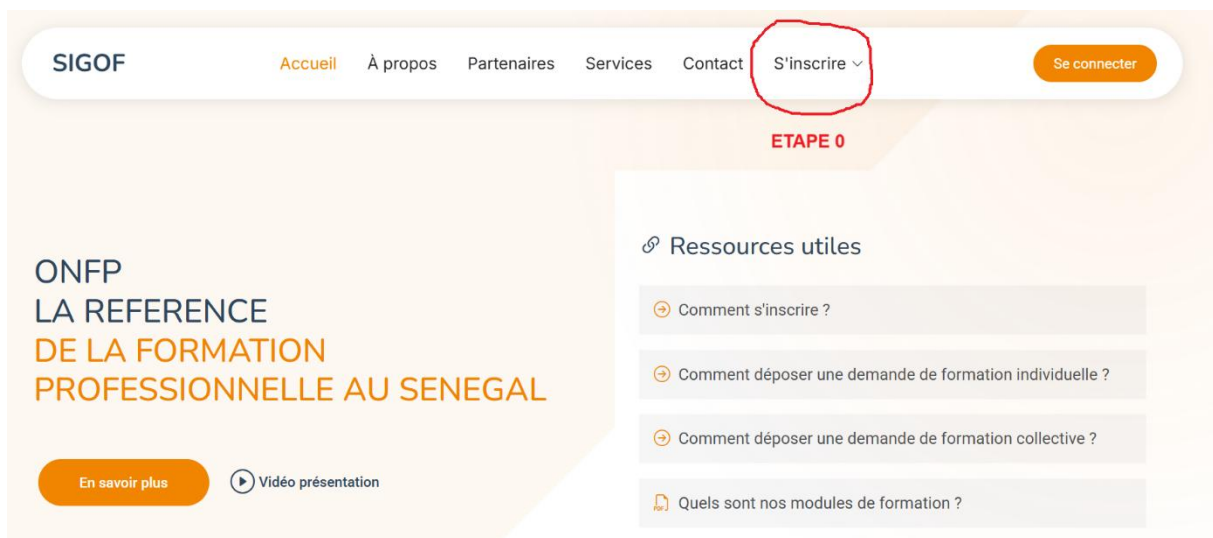 SIGOF
Accueil À propos Partenaires Services Contact S'inscrire
Se connecter
ETAPE 0
ONFP
LA REFERENCE
DE LA FORMATION
PROFESSIONNELLE AU SENEGAL
En savoir plus
Vidéo présentation
Ressources utiles
Comment s'inscrire ?
Comment déposer une demande de formation individuelle ?
Comment déposer une demande de formation collective ?
PDF
Quels sont nos modules de formation ?